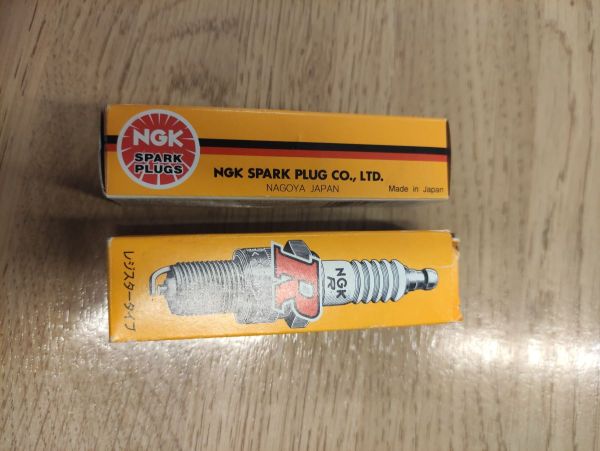 NGK
SPARK
PLUGS
NGK SPARK PLUG CO., LTD.
NAGOYA JAPAN
Made in Japan
レジスタータイプ
R
NGK
R